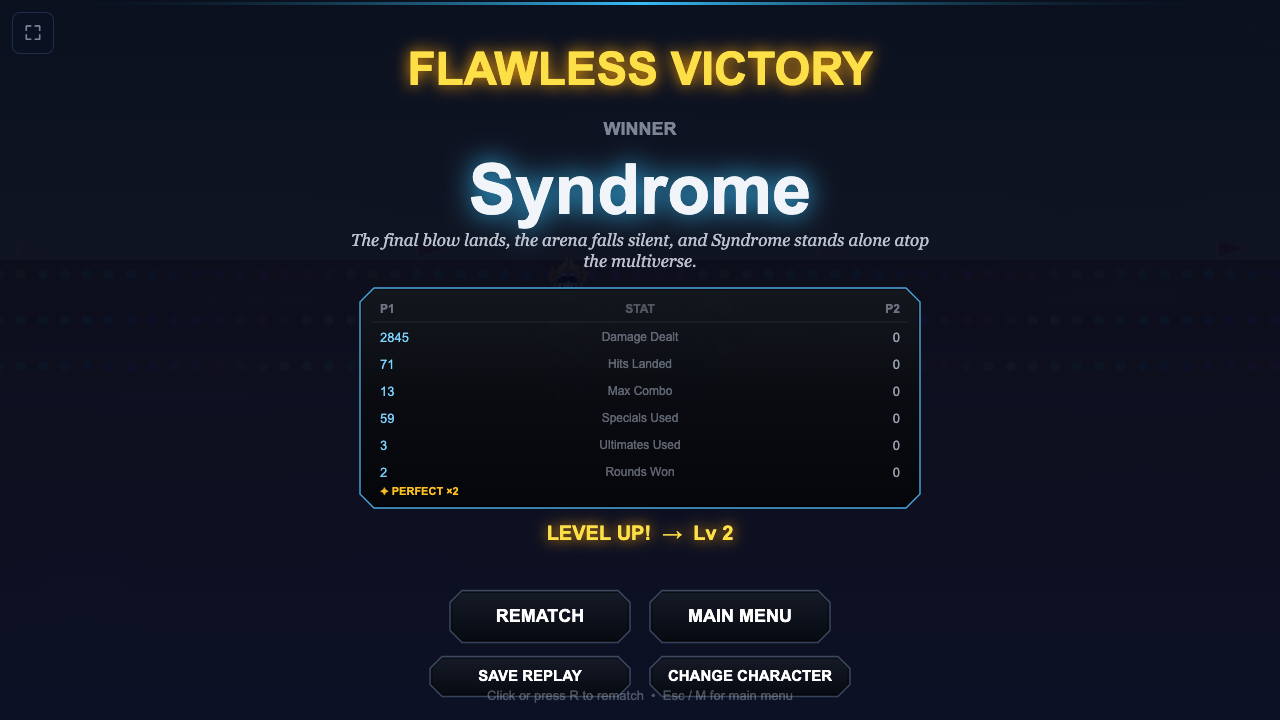 FLAWLESS VICTORY
WINNER
Syndrome
The final blow lands, the arena falls silent, and Syndrome stands alone atop
the multiverse.
P1 STAT P2
2845 Damage Dealt 0
71 Hits Landed 0
13 Max Combo 0
59 Specials Used 0
3 Ultimates Used 0
2 Rounds Won 0
✦ PERFECT ×2
LEVEL UP! → Lv 2
REMATCH MAIN MENU
SAVE REPLAY CHANGE CHARACTER
Click or press R to rematch • Esc / M for main menu